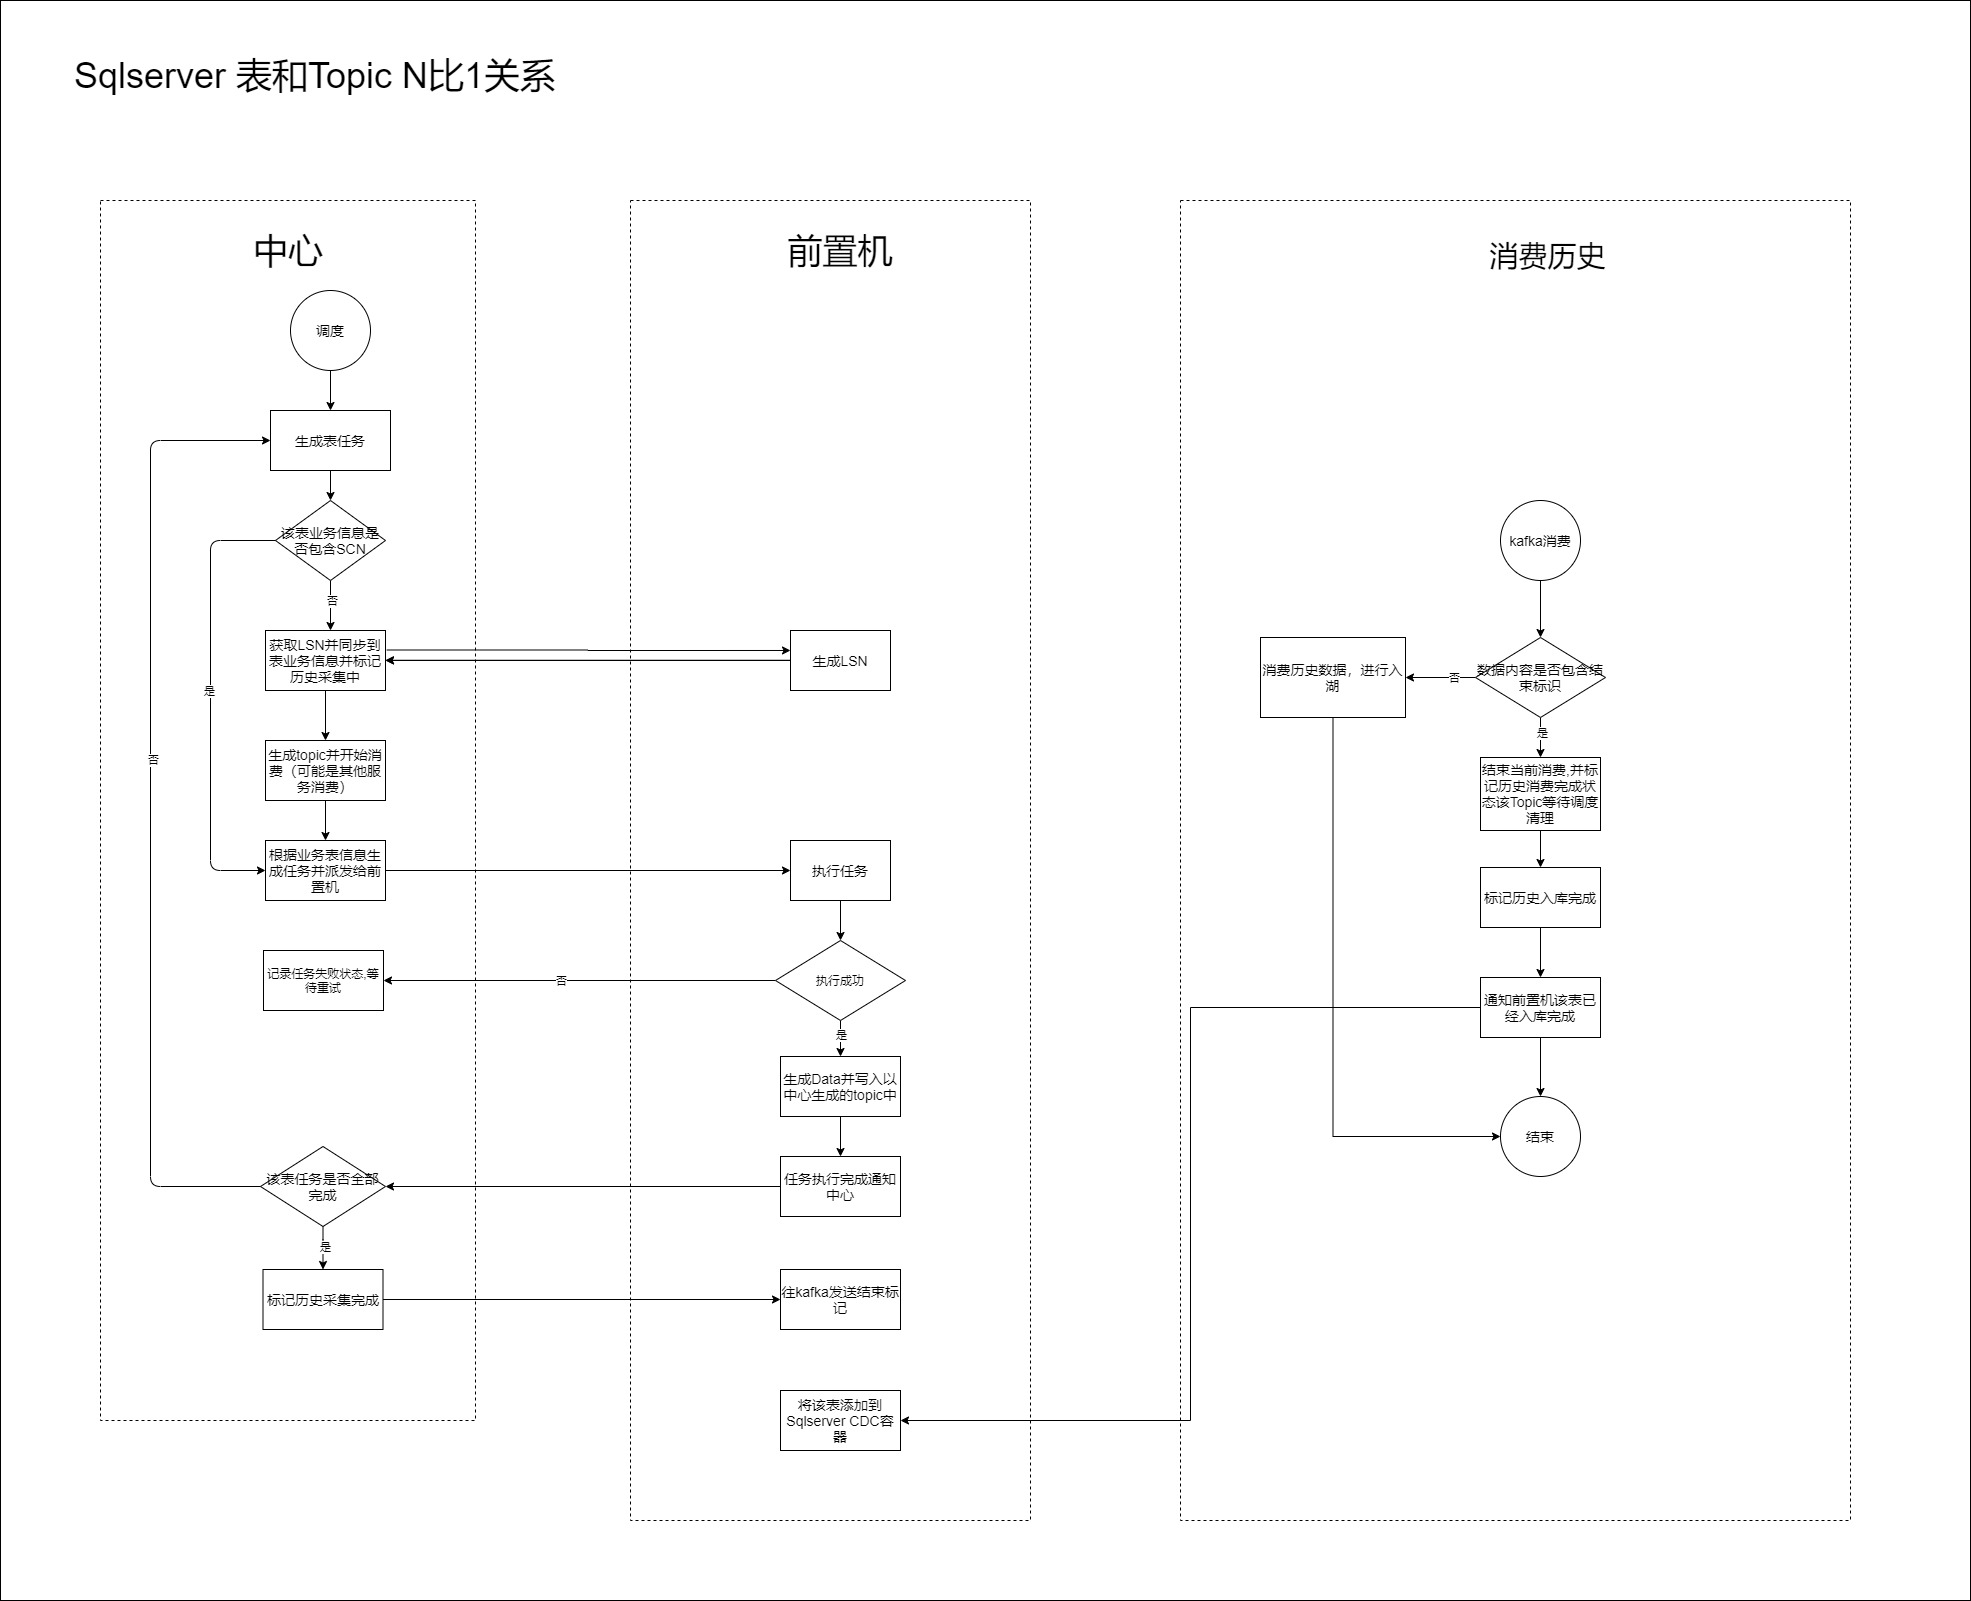 Sqlserver 表和Topic N比1关系
中心
调度
生成表任务
该表业务信息是
否包含SCN
否
是
获取LSN并同步到
表业务信息并标记
历史采集中
生成topic并开始消
费（可能是其他服
务消费）
根据业务表信息生
成任务并派发给前
置机
记录任务失败状态,等
待重试
否
该表任务是否全部
完成
是
标记历史采集完成
前置机
生成LSN
执行任务
执行成功
否
是
生成Data并写入以
中心生成的topic中
任务执行完成通知
中心
往kafka发送结束标
记
将该表添加到
Sqlserver CDC容
器
消费历史
kafka消费
数据内容是否包含结
束标识
否
消费历史数据，进行入
湖
是
结束当前消费,并标
记历史消费完成状
态该Topic等待调度
清理
标记历史入库完成
通知前置机该表已
经入库完成
结束